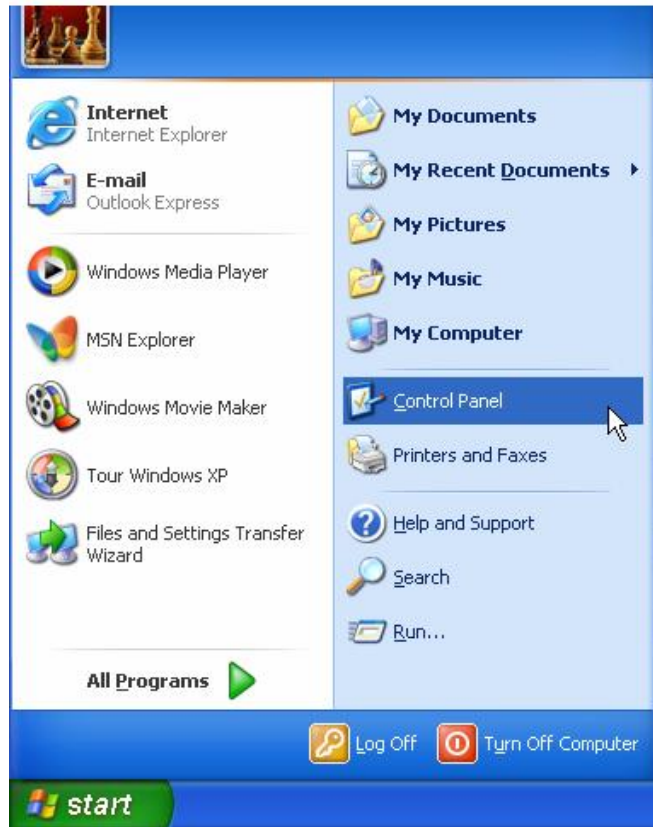 Internet
Internet Explorer
E-mail
Outlook Express
Windows Media Player
MSN Explorer
Windows Movie Maker
Tour Windows XP
Files and Settings Transfer
Wizard
All Programs
My Documents
My Recent Documents
My Pictures
My Music
My Computer
Control Panel
Printers and Faxes
Help and Support
Search
Run...
Log Off
Turn Off Computer
start